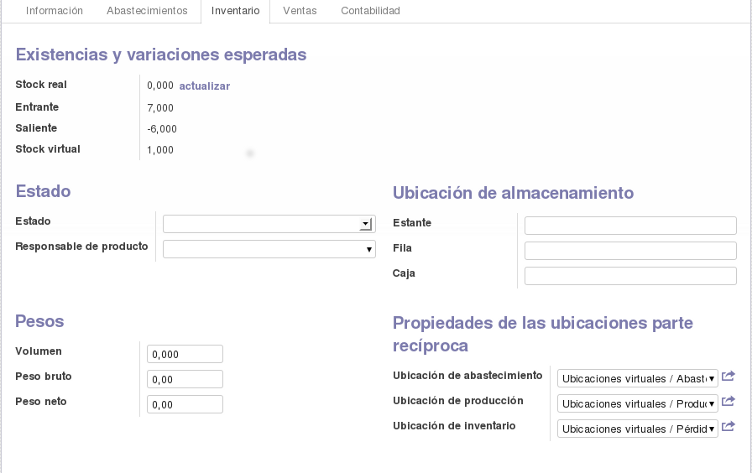 Información Abastecimientos Inventario Ventas Contabilidad
Existencias y variaciones esperadas
Stock real 0,000 actualizar
Entrante 7,000
Saliente -6,000
Stock virtual 1,000
Estado
Estado
Responsable de producto
Ubicación de almacenamiento
Estante
Fila
Caja
Pesos
Volumen 0,000
Peso bruto 0,00
Peso neto 0,00
Propiedades de las ubicaciones parte
recíproca
Ubicación de abastecimiento Ubicaciones virtuales / Abast
Ubicación de producción Ubicaciones virtuales / Produc
Ubicación de inventario Ubicaciones virtuales / Pérdid